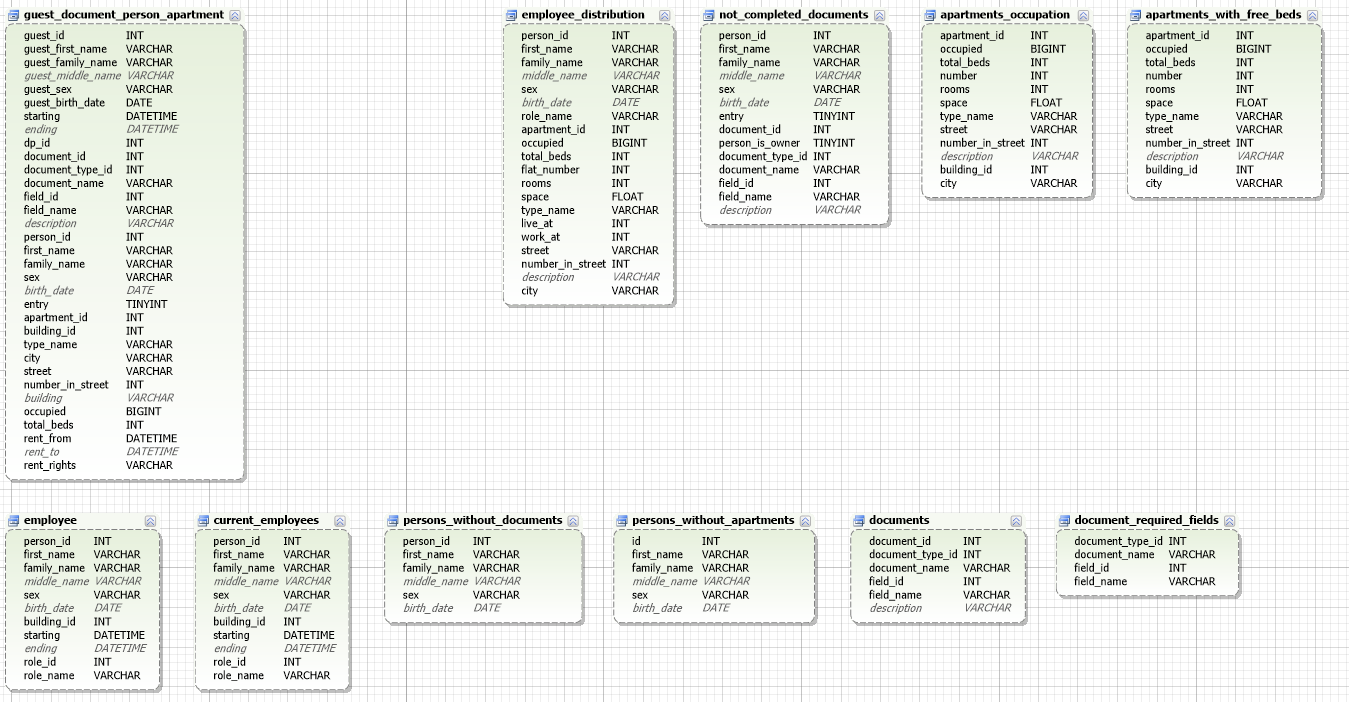 guest_document_person_apartment
guest_id INT
guest_first_name VARCHAR
guest_family_name VARCHAR
guest_middle_name VARCHAR
guest_sex VARCHAR
guest_birth_date DATE
starting DATETIME
ending DATETIME
dp_id INT
document_id INT
document_type_id INT
document_name VARCHAR
field_id INT
field_name VARCHAR
description VARCHAR
person_id INT
first_name VARCHAR
family_name VARCHAR
sex VARCHAR
birth_date DATE
entry TINYINT
apartment_id INT
building_id INT
type_name VARCHAR
city VARCHAR
street VARCHAR
number_in_street INT
building VARCHAR
occupied BIGINT
total_beds INT
rent_from DATETIME
rent_to DATETIME
rent_rights VARCHAR
employee_distribution
person_id INT
first_name VARCHAR
family_name VARCHAR
middle_name VARCHAR
sex VARCHAR
birth_date DATE
role_name VARCHAR
apartment_id INT
occupied BIGINT
total_beds INT
flat_number INT
rooms INT
space FLOAT
type_name VARCHAR
live_at INT
work_at INT
street VARCHAR
number_in_street INT
description VARCHAR
city VARCHAR
not_completed_documents
person_id INT
first_name VARCHAR
family_name VARCHAR
middle_name VARCHAR
sex VARCHAR
birth_date DATE
entry TINYINT
document_id INT
person_is_owner TINYINT
document_type_id INT
document_name VARCHAR
field_id INT
field_name VARCHAR
description VARCHAR
apartments_occupation
apartment_id INT
occupied BIGINT
total_beds INT
number INT
rooms INT
space FLOAT
type_name VARCHAR
street VARCHAR
number_in_street INT
description VARCHAR
building_id INT
city VARCHAR
apartments_with_free_beds
apartment_id INT
occupied BIGINT
total_beds INT
number INT
rooms INT
space FLOAT
type_name VARCHAR
street VARCHAR
number_in_street INT
description VARCHAR
building_id INT
city VARCHAR
employee
person_id INT
first_name VARCHAR
family_name VARCHAR
middle_name VARCHAR
sex VARCHAR
birth_date DATE
building_id INT
starting DATETIME
ending DATETIME
role_id INT
role_name VARCHAR
current_employees
person_id INT
first_name VARCHAR
family_name VARCHAR
middle_name VARCHAR
sex VARCHAR
birth_date DATE
building_id INT
starting DATETIME
ending DATETIME
role_id INT
role_name VARCHAR
persons_without_documents
person_id INT
first_name VARCHAR
family_name VARCHAR
middle_name VARCHAR
sex VARCHAR
birth_date DATE
persons_without_apartments
id INT
first_name VARCHAR
family_name VARCHAR
middle_name VARCHAR
sex VARCHAR
birth_date DATE
documents
document_id INT
document_type_id INT
document_name VARCHAR
field_id INT
field_name VARCHAR
description VARCHAR
document_required_fields
document_type_id INT
document_name VARCHAR
field_id INT
field_name VARCHAR